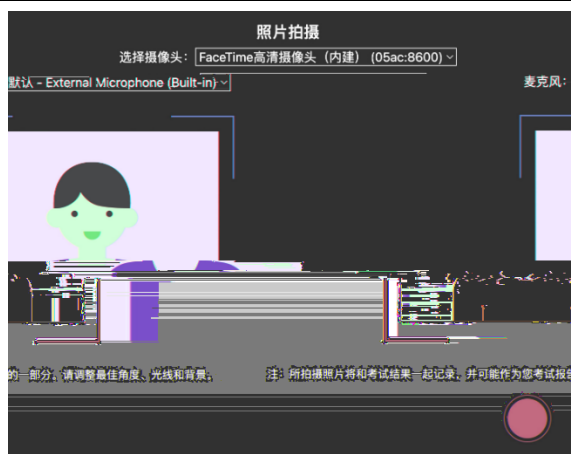 照片拍摄
选择摄像头： FaceTime高清摄像头（内建） (05ac:8600)
默认 - External Microphone (Built-in)
麦克风：
的一部分，请调整最佳角度、光线和背景。
注：所拍摄照片将和考试结果一起记录，并可能作为您考试报告